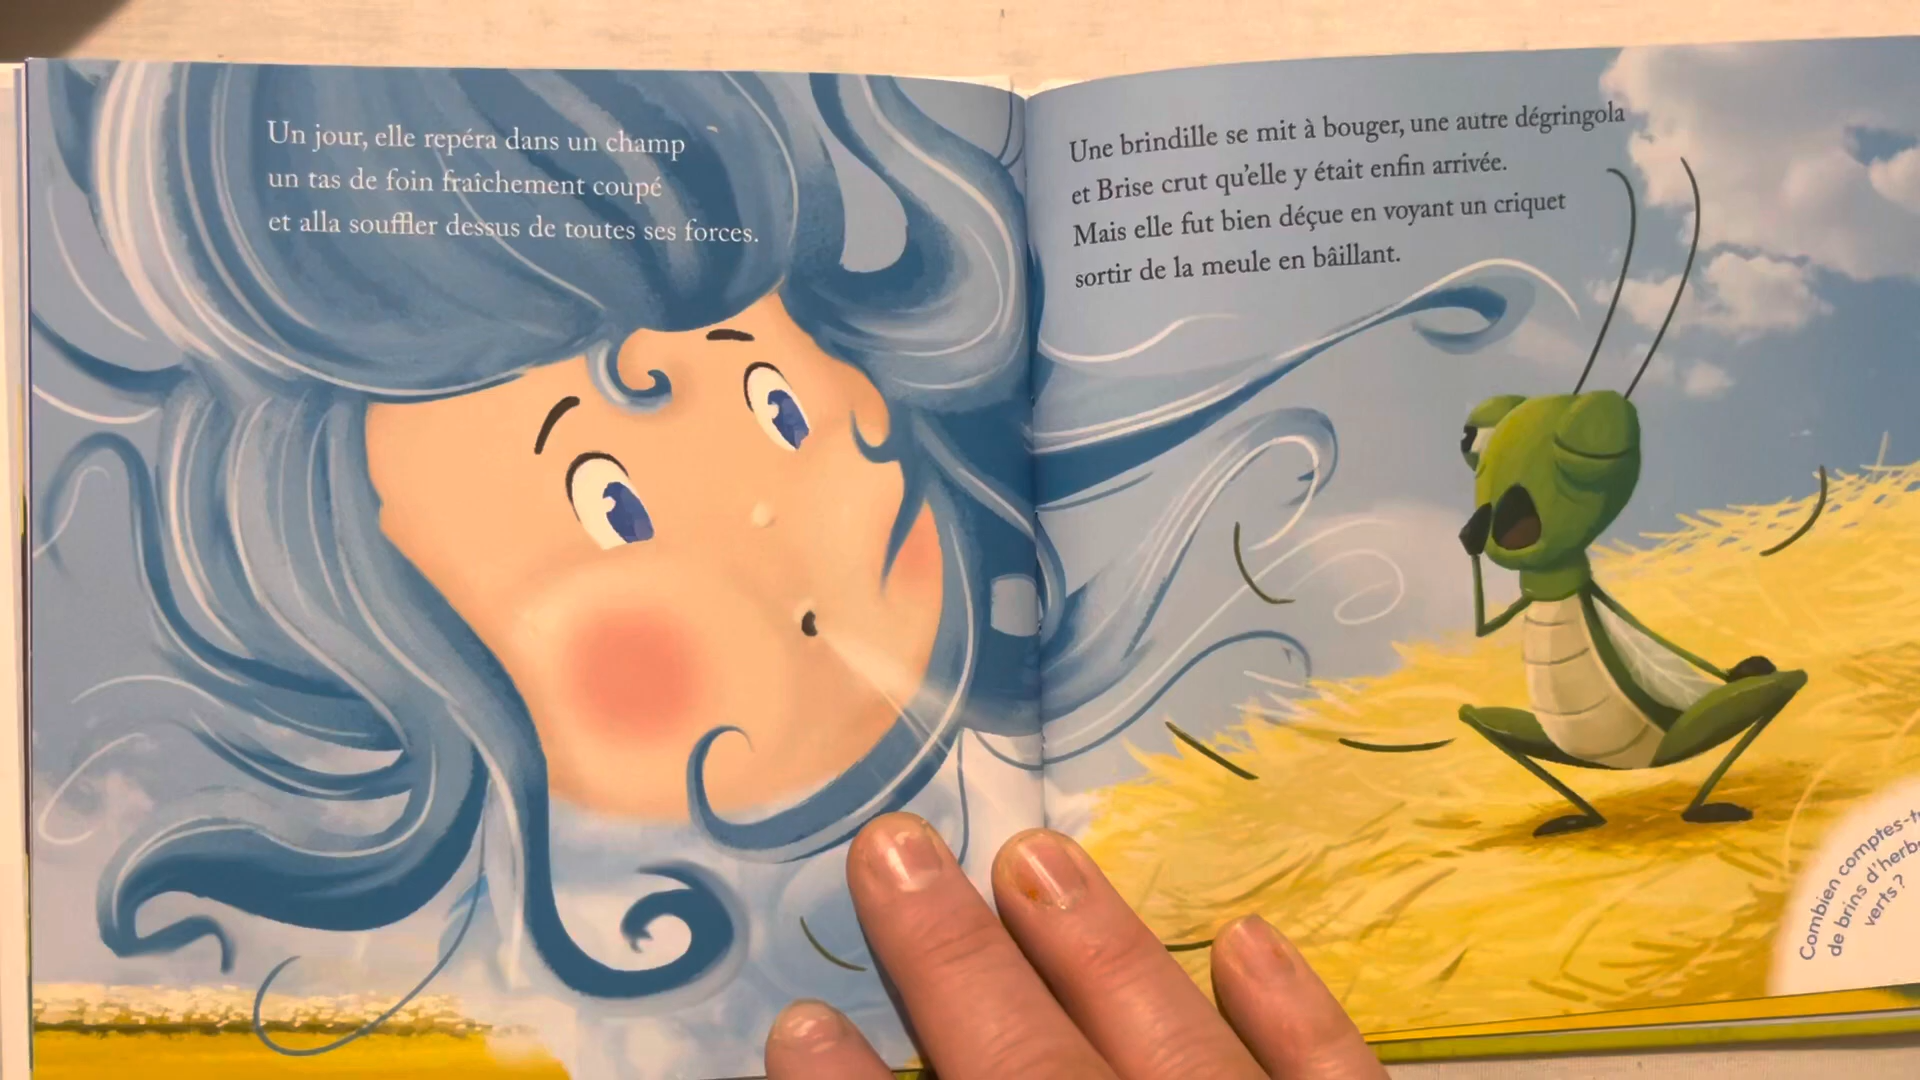 Un jour, elle repéra dans un champ
un tas de foin fraîchement coupé
et alla souffler dessus de toutes ses forces.
Une brindille se mit à bouger, une autre dégringola
et Brise crut qu'elle y était enfin arrivée.
Mais elle fut bien déçue en voyant un criquet
sortir de la meule en bâillant.
Combien comptes-t
de brins d'herb
verts ?